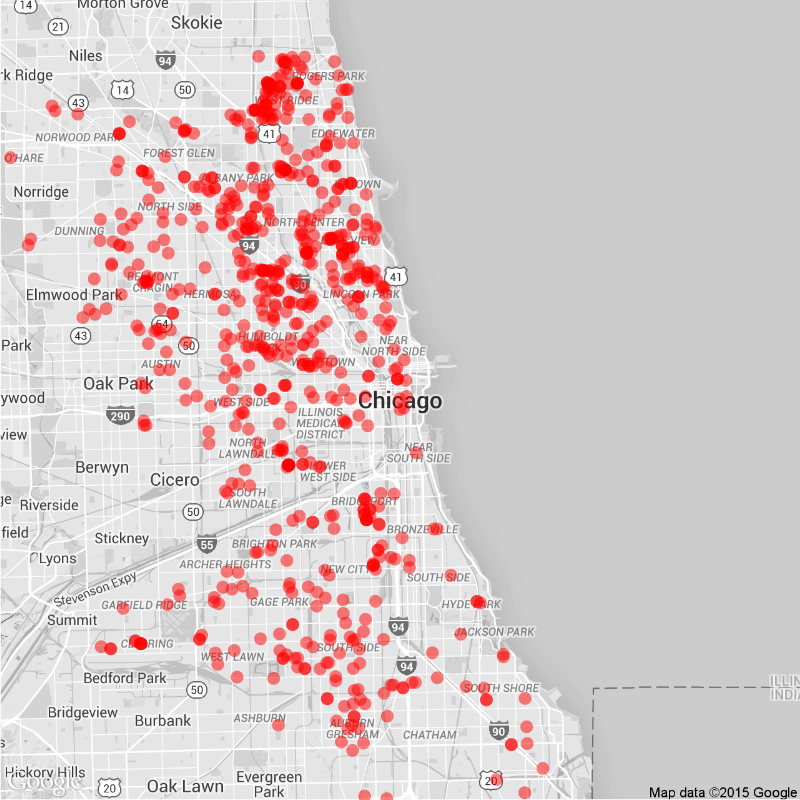 14
Morton Grove
21
Skokie
Niles
94
rk Ridge
ROGERS PARK
14
50
43
WEST RIDGE
NORWOOD PARK
41
EDGEWATER
FOREST GLEN
O'HARE
ALBANY PARK
Norridge
TOWN
NORTH SIDE
NORTH CENTER
DUNNING
94
BELMONT
CRAGIN
41
90
Elmwood Park
HERMOSA
LINCOLN PARK
64
43
HUMBOLDT
NEAR
NORTH SIDE
Park
50
AUSTIN
WEST TOWN
Oak Park
ywood
WEST SIDE
Chicago
290
ILLINOIS
MEDICAL
DISTRICT
view
NORTH
LAWNDALE
NEAR
SOUTH SIDE
Berwyn
LOWER
WEST SIDE
Cicero
SOUTH
LAWNDALE
ge
Riverside
BRIDGEPORT
50
field
Stickney
BRONZEVILLE
55
BRIGHTON PARK
Lyons
ARCHER HEIGHTS
NEW CITY
SOUTH SIDE
Stevenson Expy
GARFIELD RIDGE
GAGE PARK
HYDE PARK
Summit
94
JACKSON PARK
CLEARING
SOUTH SIDE
WEST LAWN
94
Bedford Park
ILLIN
INDIA
50
SOUTH SHORE
Bridgeview
Burbank
ASHBURN
AUBURN
GRESHAM
90
CHATHAM
Hickory Hills
Google
20
Oak Lawn
Evergreen
Park
20
Map data ©2015 Google